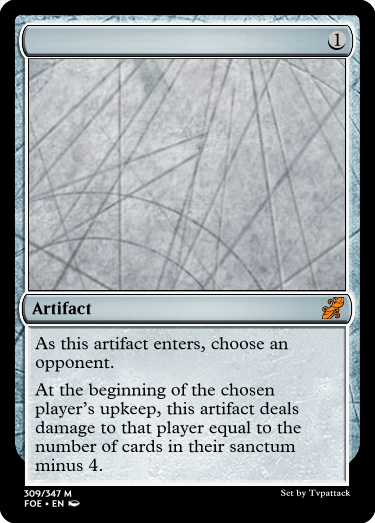 1
Artifact
As this artifact enters, choose an
opponent.
At the beginning of the chosen
player's upkeep, this artifact deals
damage to that player equal to the
number of cards in their sanctum
minus 4.
309/347 M
FOE • EN
Set by Tvpattack